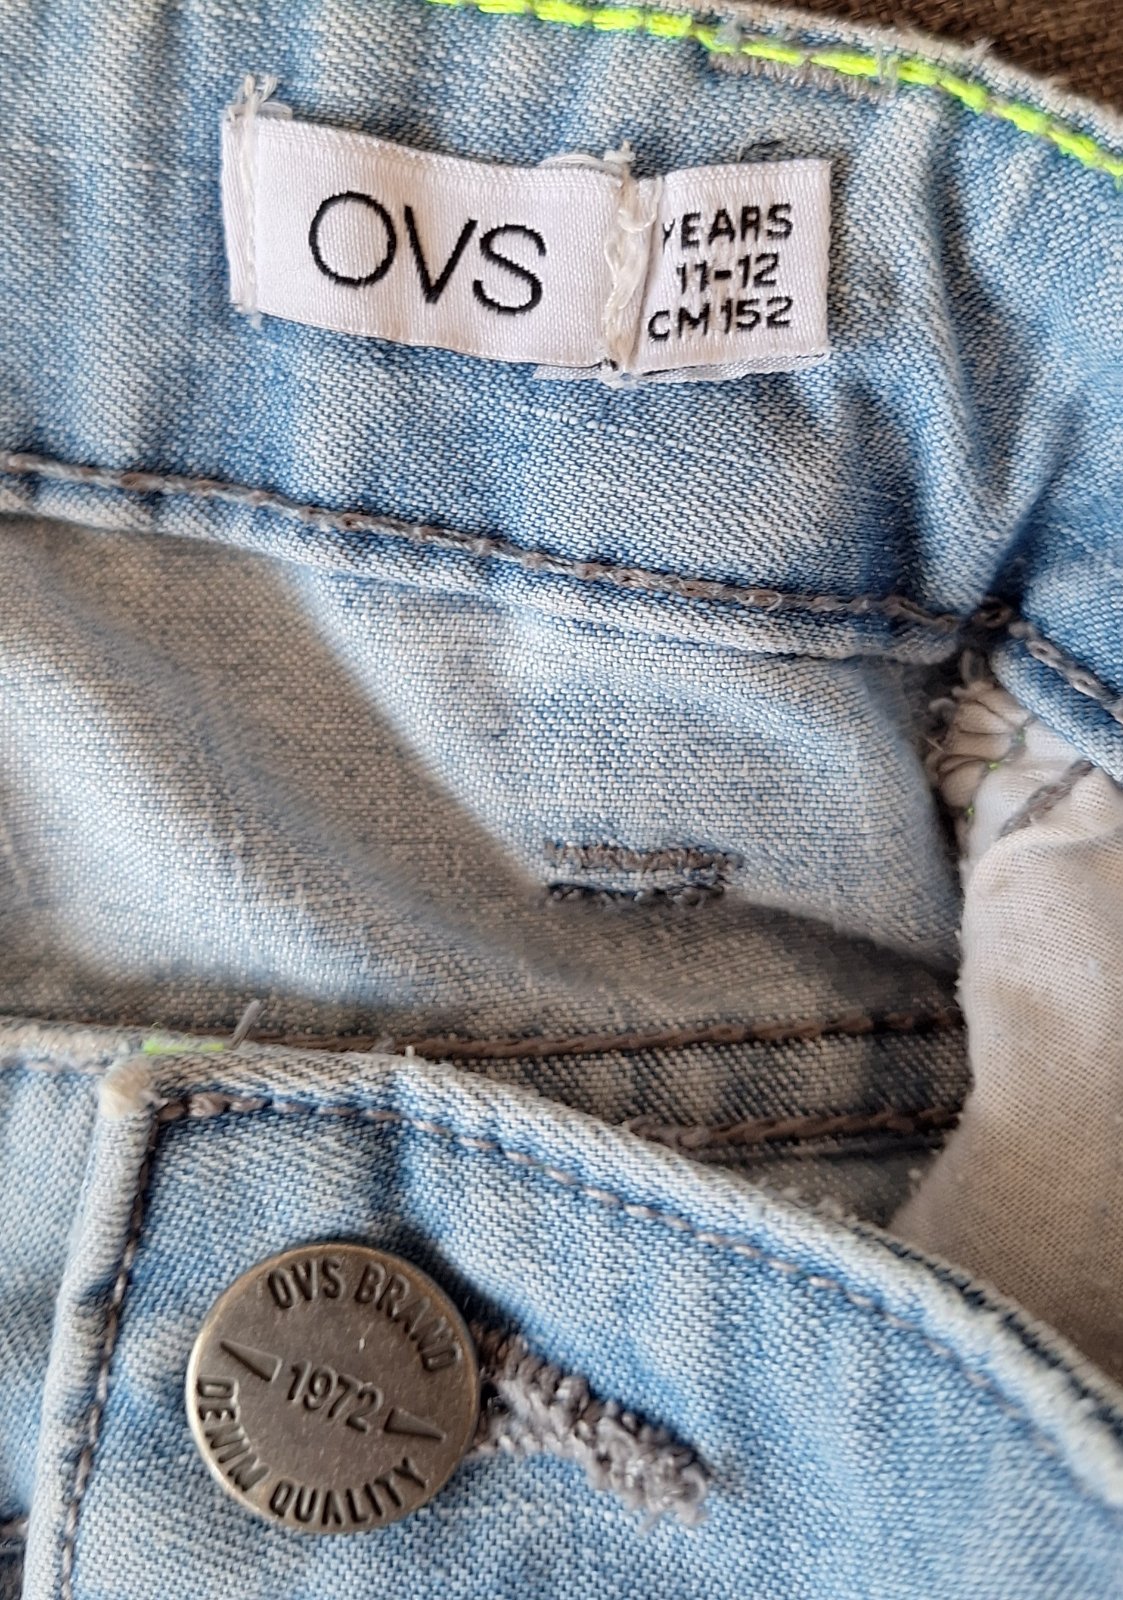 OVS
YEARS
11-12
CM 152
OVS BRAND
1972
DENIM QUALITY